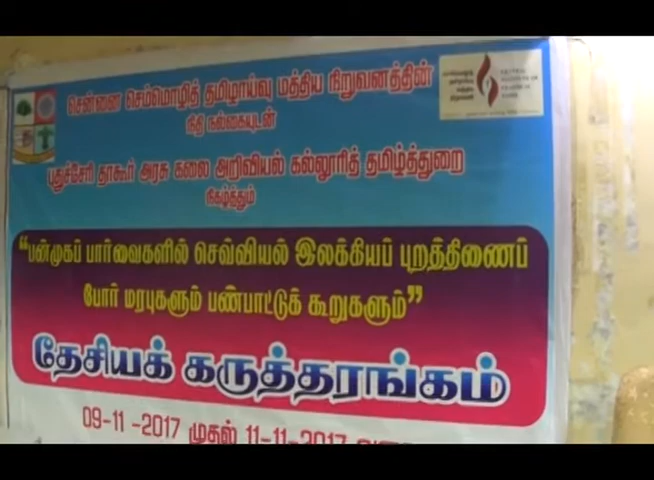 சென்னை செம்மொழித் தமிழாய்வு மத்திய நிறுவனத்தின்
நிதி நல்கையுடன்
புதுச்சேரி தாகூர் அரசு கலை அறிவியல் கல்லூரித் தமிழ்த்துறை
நிகழ்த்தும்
"பன்முகப் பார்வைகளில் செவ்வியல் இலக்கியப் புறத்திணைப்
போர் மரபுகளும் பண்பாட்டுக் கூறுகளும்"
தேசியக் கருத்தரங்கம்
09-11 -2017 முதல் 11-11-2017